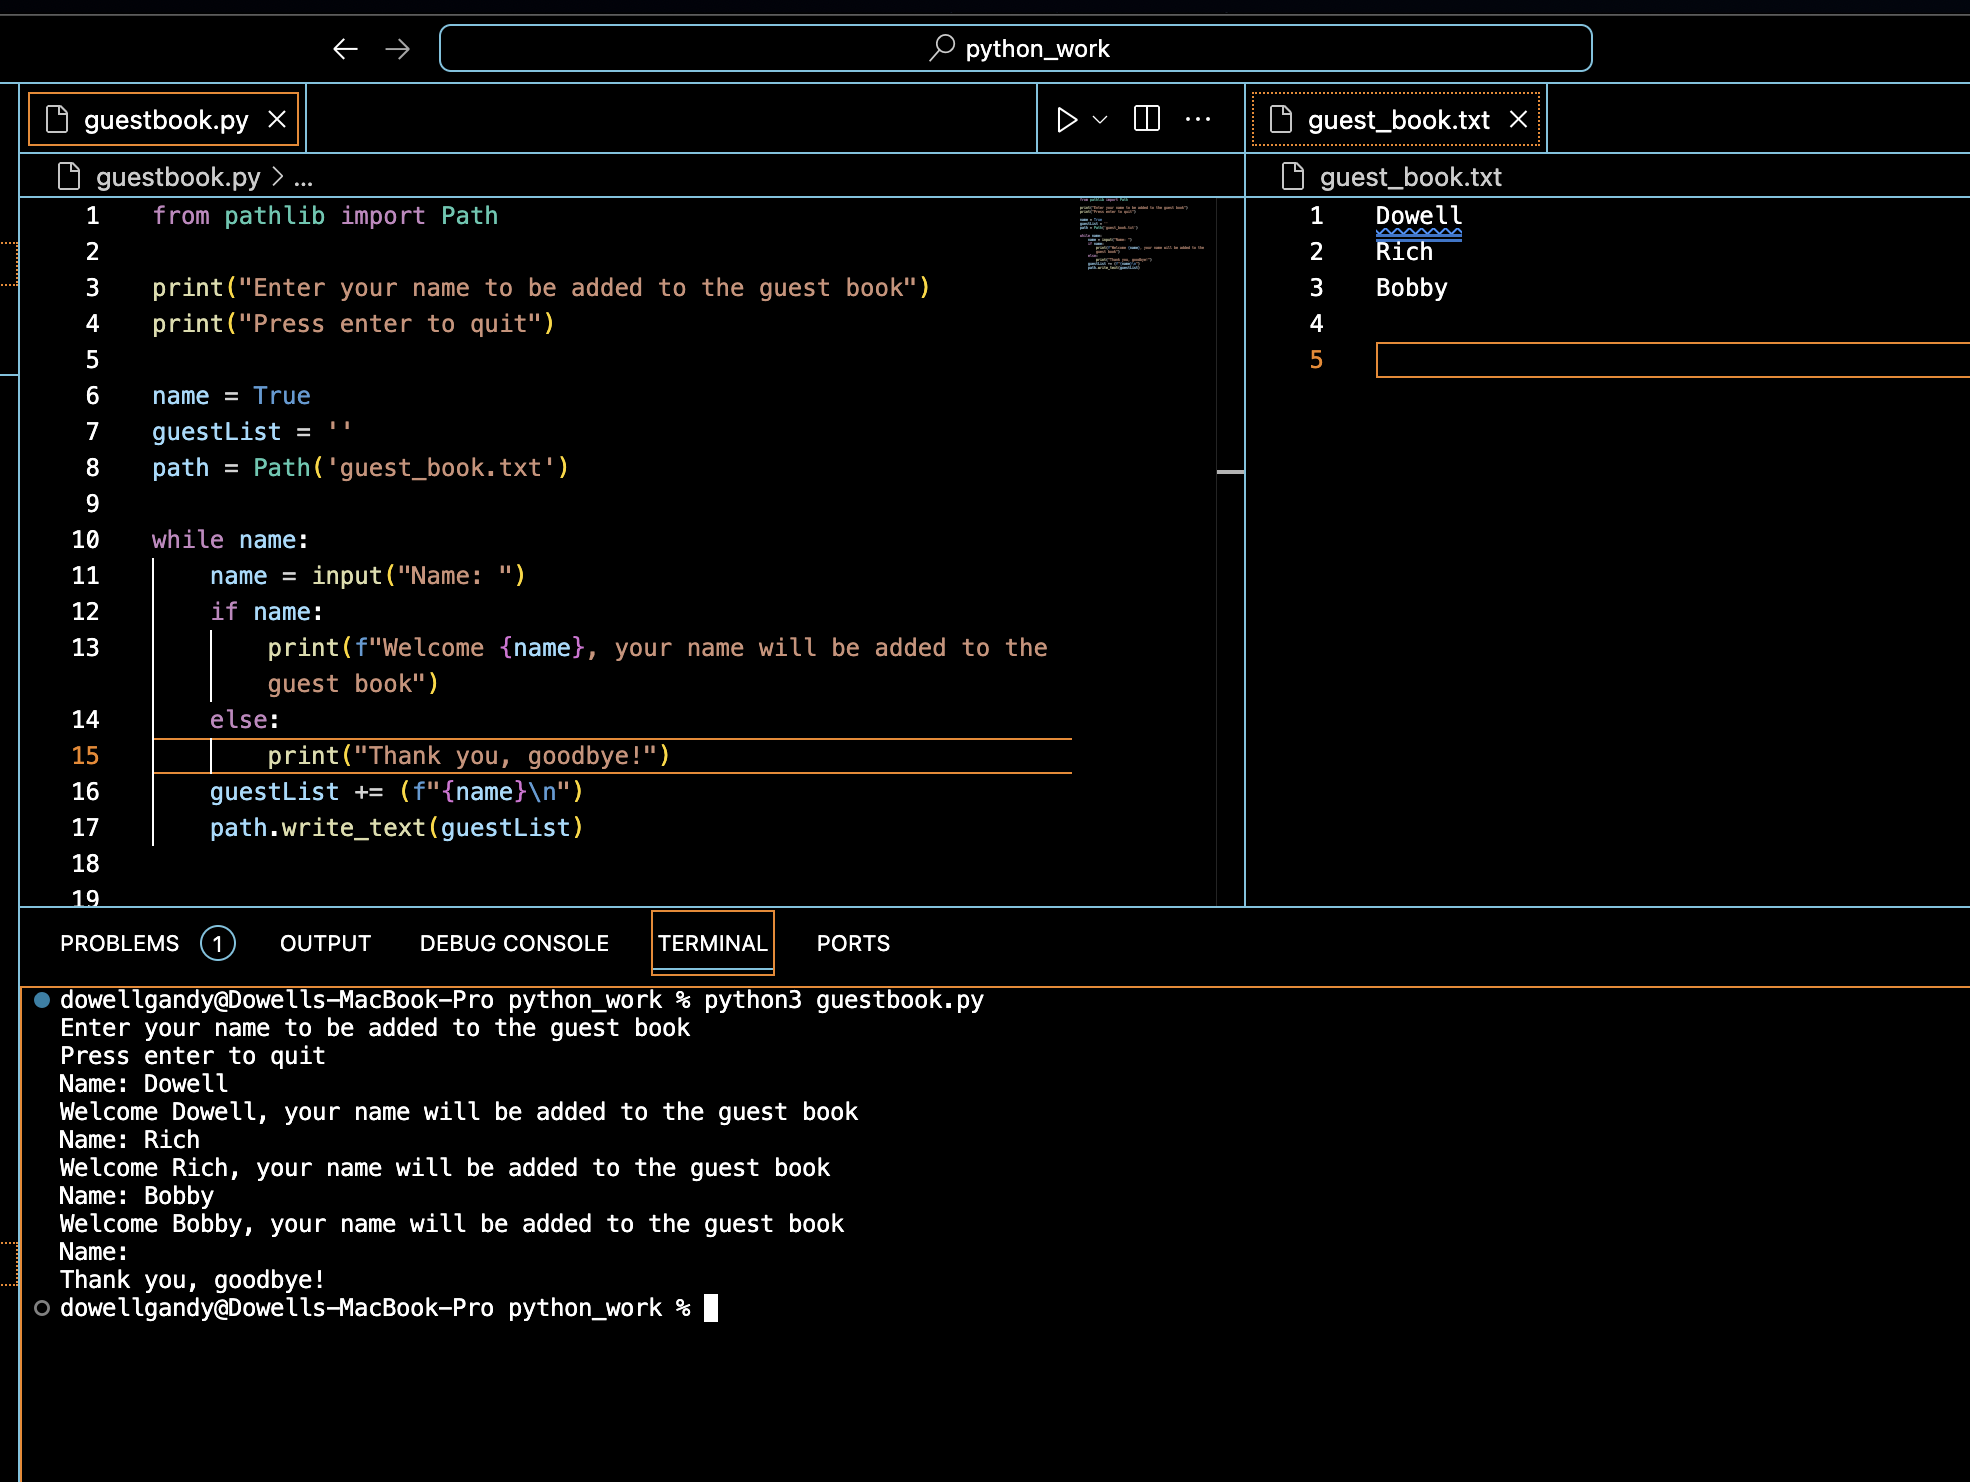 python_work
guestbook.py
guest_book.txt
guestbook.py > ...
1 from pathlib import Path
2
3 print("Enter your name to be added to the guest book")
4 print("Press enter to quit")
5
6 name = True
7 guestList = ''
8 path = Path('guest_book.txt')
9
10 while name:
11     name = input("Name: ")
12     if name:
13         print(f"Welcome {name}, your name will be added to the
guest book")
14     else:
15         print("Thank you, goodbye!")
16     guestList += (f"{name}\n")
17     path.write_text(guestList)
18
19
guest_book.txt
1 Dowell
2 Rich
3 Bobby
4
5
PROBLEMS 1 OUTPUT DEBUG CONSOLE TERMINAL PORTS
dowellgandy@Dowells-MacBook-Pro python_work % python3 guestbook.py
Enter your name to be added to the guest book
Press enter to quit
Name: Dowell
Welcome Dowell, your name will be added to the guest book
Name: Rich
Welcome Rich, your name will be added to the guest book
Name: Bobby
Welcome Bobby, your name will be added to the guest book
Name:
Thank you, goodbye!
dowellgandy@Dowells-MacBook-Pro python_work %